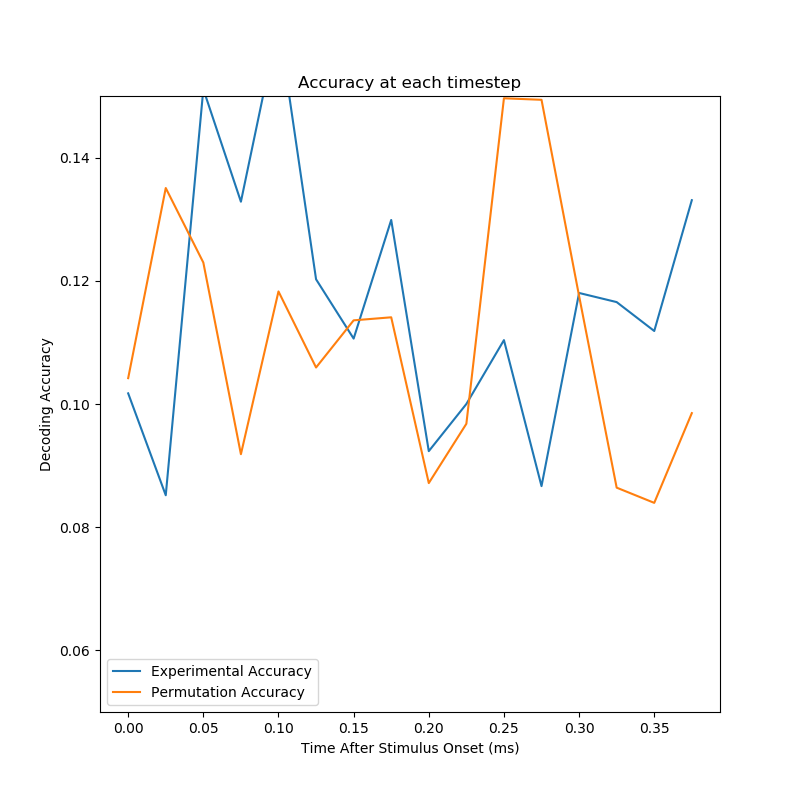 Accuracy at each timestep
Decoding Accuracy
0.14
0.12
0.10
0.08
0.06
Experimental Accuracy
Permutation Accuracy
0.00 0.05 0.10 0.15 0.20 0.25 0.30 0.35
Time After Stimulus Onset (ms)